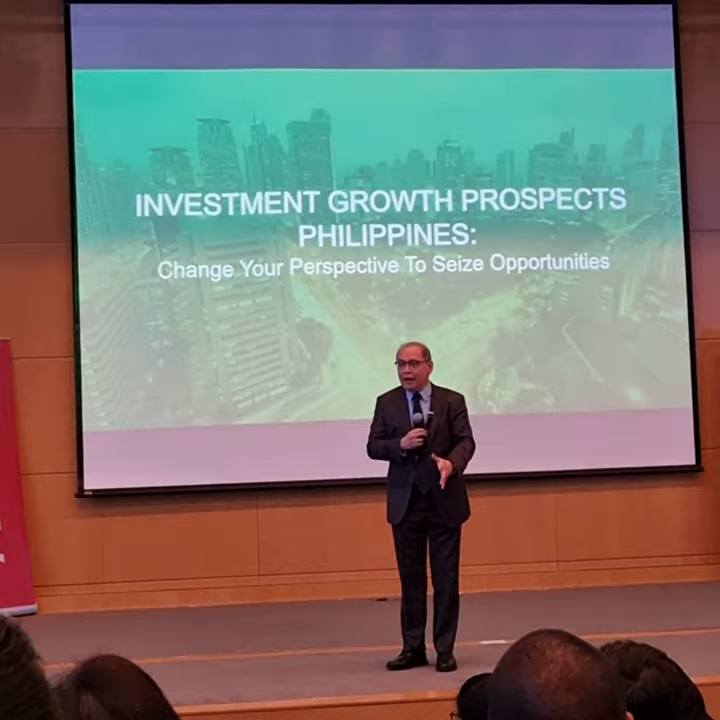 INVESTMENT GROWTH PROSPECTS
PHILIPPINES:
Change Your Perspective To Seize Opportunities